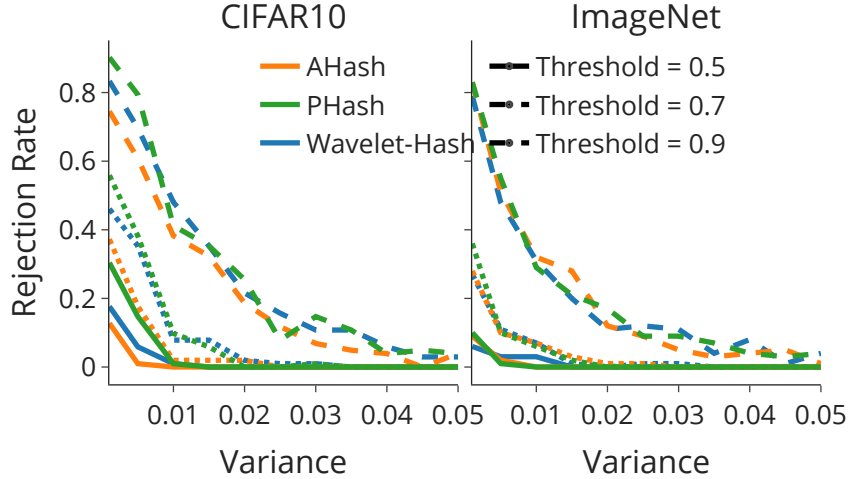 CIFAR10
ImageNet
Rejection Rate
0.8
0.6
0.4
0.2
0
AHash
PHash
Wavelet-Hash
Threshold = 0.5
Threshold = 0.7
Threshold = 0.9
0.01 0.02 0.03 0.04 0.05
0.01 0.02 0.03 0.04 0.05
Variance
Variance